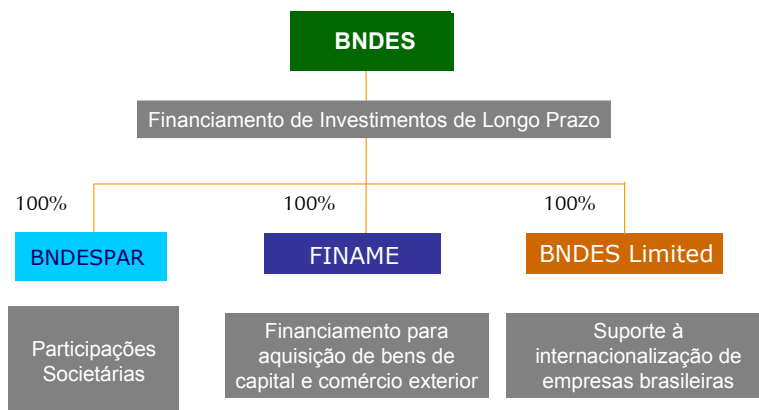 BNDES
Financiamento de Investimentos de Longo Prazo
100%
100%
100%
BNDESPAR
FINAME
BNDES Limited
Participações
Societárias
Financiamento para
aquisição de bens de
capital e comércio exterior
Suporte à
internacionalização de
empresas brasileiras